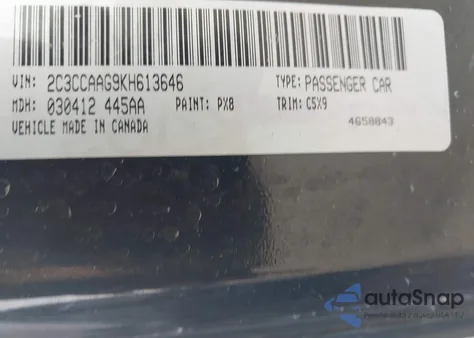 VIN: 2C3CCAAG9KH613646 TYPE: PASSENGER CAR
MDH: 030412 445AA PAINT: PX8 TRIM: C5X9
VEHICLE MADE IN CANADA 4658843
autoSnap